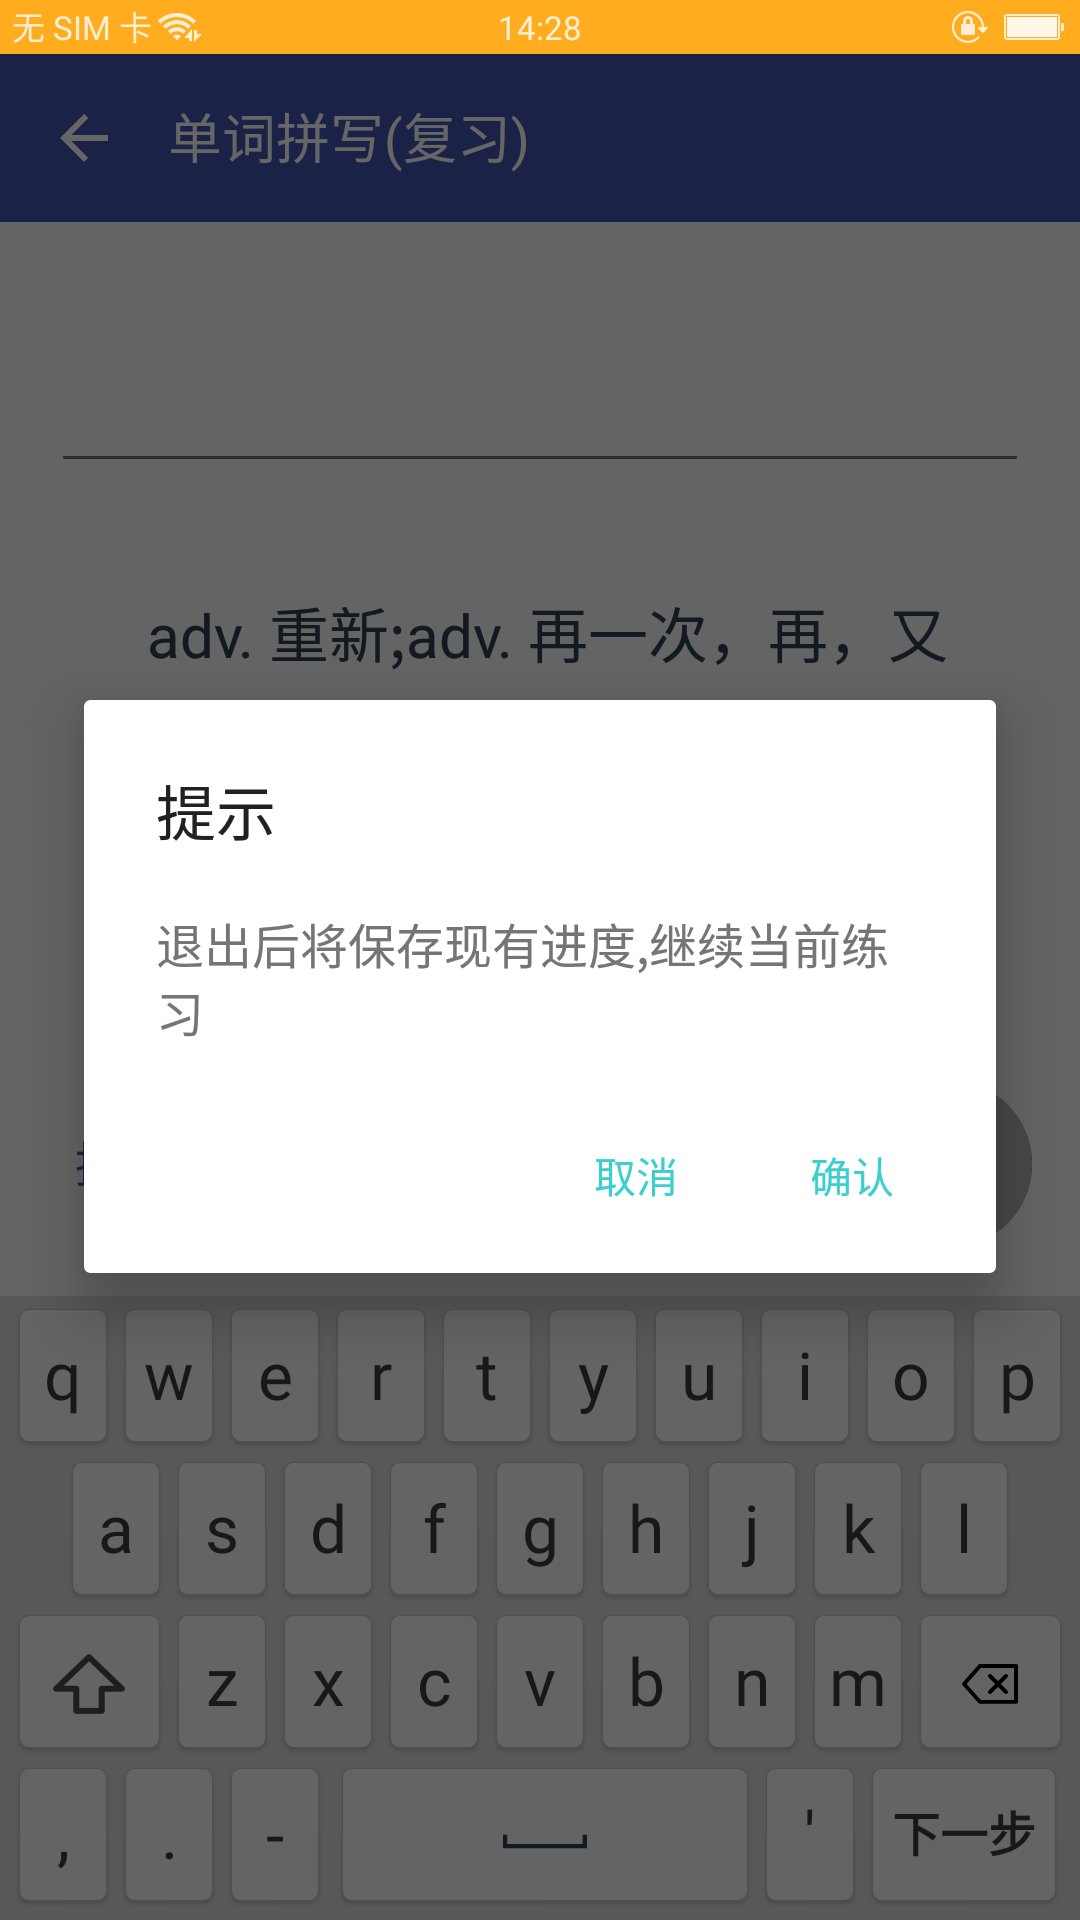 无 SIM 卡 14:28
单词拼写(复习)
adv. 重新;adv. 再一次，再，又
提示
退出后将保存现有进度,继续当前练
习
取消 确认
q w e r t y u i o p
a s d f g h j k l
z x c v b n m
, . - ' 下一步